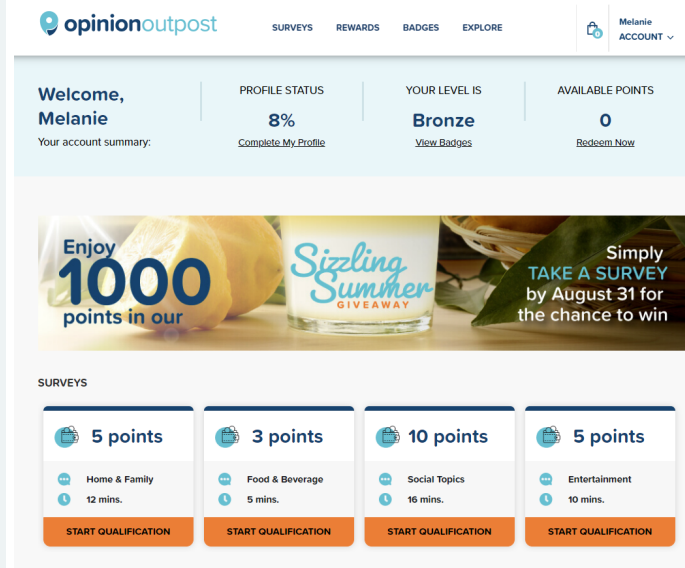 opinionoutpost
SURVEYS REWARDS BADGES EXPLORE
0
Melanie
ACCOUNT
Welcome,
Melanie
Your account summary:
PROFILE STATUS
8%
Complete My Profile
YOUR LEVEL IS
Bronze
View Badges
AVAILABLE POINTS
0
Redeem Now
Enjoy
1000
points in our
Sizzling
Summer
GIVEAWAY
Simply
TAKE A SURVEY
by August 31 for
the chance to win
SURVEYS
5 points
Home & Family
12 mins.
START QUALIFICATION
3 points
Food & Beverage
5 mins.
START QUALIFICATION
10 points
Social Topics
16 mins.
START QUALIFICATION
5 points
Entertainment
10 mins.
START QUALIFICATION